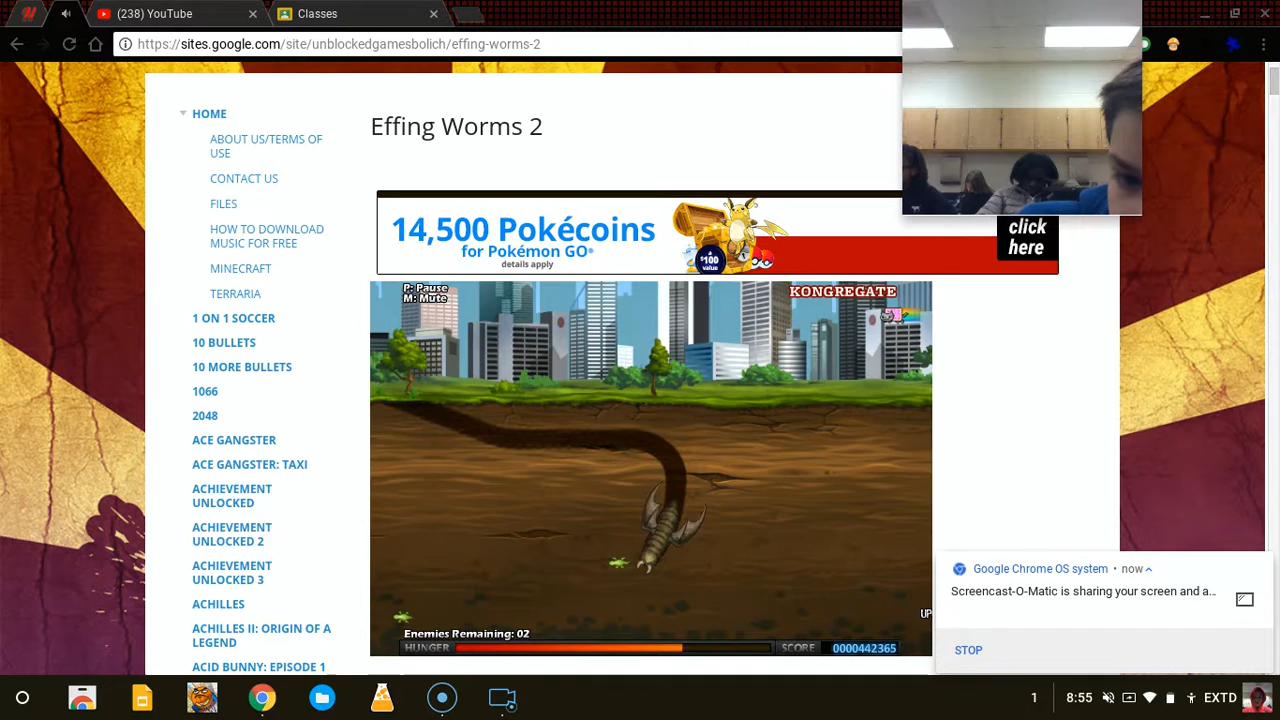 (238) YouTube
Classes
https://sites.google.com/site/unblockedgamesbolich/effing-worms-2
HOME
ABOUT US/TERMS OF
USE
CONTACT US
FILES
HOW TO DOWNLOAD
MUSIC FOR FREE
MINECRAFT
TERRARIA
1 ON 1 SOCCER
10 BULLETS
10 MORE BULLETS
1066
2048
ACE GANGSTER
ACE GANGSTER: TAXI
ACHIEVEMENT
UNLOCKED
ACHIEVEMENT
UNLOCKED 2
ACHIEVEMENT
UNLOCKED 3
ACHILLES
ACHILLES II: ORIGIN OF A
LEGEND
ACID BUNNY: EPISODE 1
Effing Worms 2
14,500 Pokécoins
for Pokémon GO®
details apply
a
$100
value
click
here
P: Pause
M: Mute
KONGREGATE
UP
Enemies Remaining: 02
HUNGER
SCORE
0000442365
Google Chrome OS system • now
Screencast-O-Matic is sharing your screen and a...
STOP
1
8:55
EXTD